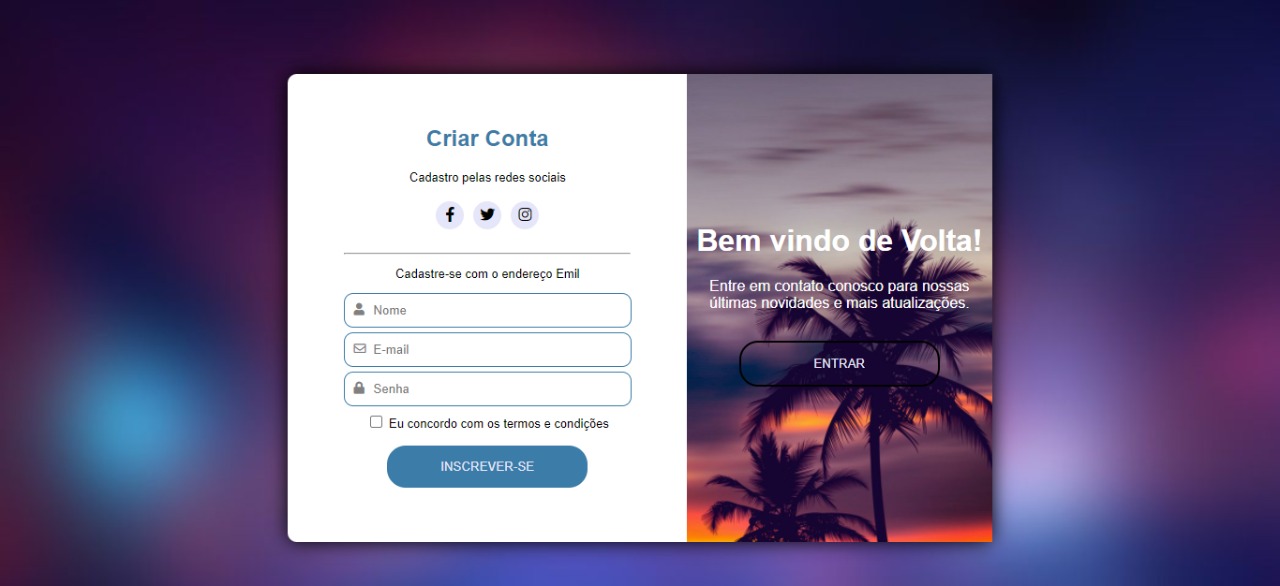 Criar Conta
Cadastro pelas redes sociais
Cadastre-se com o endereço Emil
Nome
E-mail
Senha
Eu concordo com os termos e condições
INSCREVER-SE
Bem vindo de Volta!
Entre em contato conosco para nossas
últimas novidades e mais atualizações.
ENTRAR